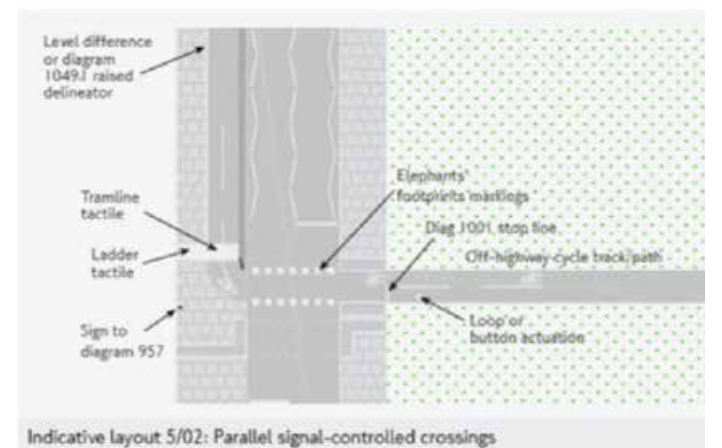 Level difference
or diagram
1049.1 raised
delineator
Elephants'
footprints markings
Tramline
tactile
Diag 1001 stop line
Ladder
tactile
Off-highway cycle track/path
Sign to
diagram 957
Loop or
button actuation
Indicative layout 5/02: Parallel signal-controlled crossings